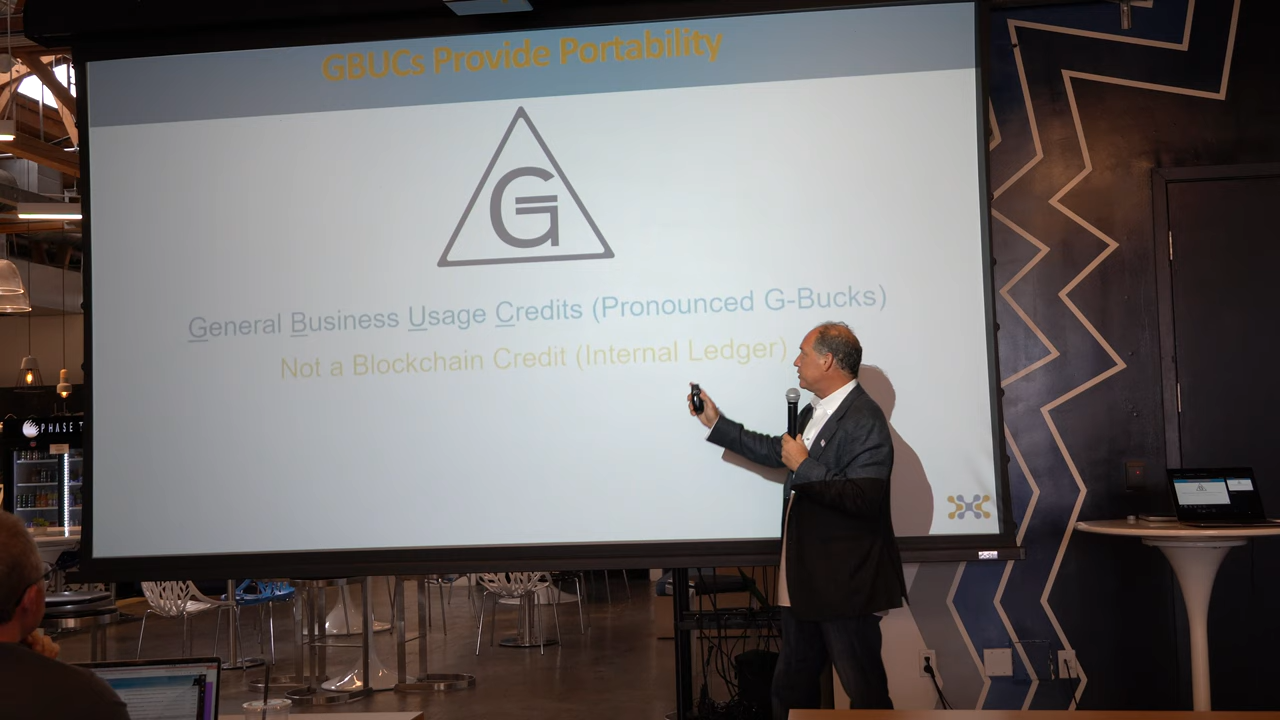 GBUCs Provide Portability
G
General Business Usage Credits (Pronounced G-Bucks)
Not a Blockchain Credit (Internal Ledger)
PHASE T